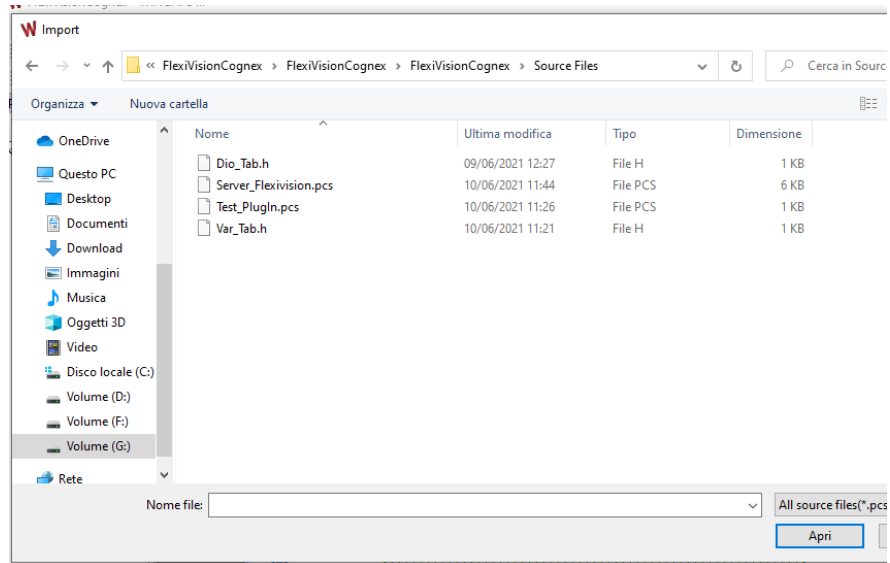 Import
« FlexiVisionCognex > FlexiVisionCognex > FlexiVisionCognex > Source Files
Cerca in Sourc
Organizza
Nuova cartella
Nome Ultima modifica Tipo Dimensione
OneDrive
Questo PC
Desktop
Documenti
Download
Immagini
Musica
Oggetti 3D
Video
Disco locale (C:)
Volume (D:)
Volume (F:)
Volume (G:)
Rete
Dio_Tab.h 09/06/2021 12:27 File H 1 KB
Server_Flexivision.pcs 10/06/2021 11:44 File PCS 6 KB
Test_PlugIn.pcs 10/06/2021 11:26 File PCS 1 KB
Var_Tab.h 10/06/2021 11:21 File H 1 KB
Nome file:
All source files(*.pcs
Apri